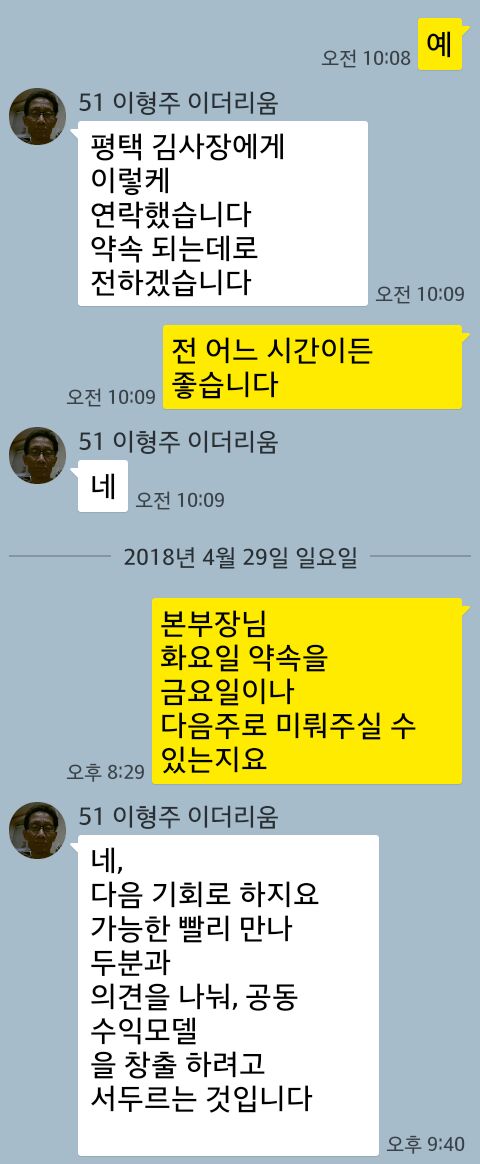 예
오전 10:08
51 이형주 이더리움
평택 김사장에게
이렇케
연락했습니다
약속 되는데로
전하겠습니다
오전 10:09
전 어느 시간이든
좋습니다
오전 10:09
51 이형주 이더리움
네
오전 10:09
2018년 4월 29일 일요일
본부장님
화요일 약속을
금요일이나
다음주로 미뤄주실 수
있는지요
오후 8:29
51 이형주 이더리움
네,
다음 기회로 하지요
가능한 빨리 만나
두분과
의견을 나눠, 공동
수익모델
을 창출 하려고
서두르는 것입니다
오후 9:40